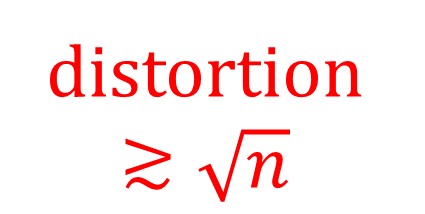 distortion
≳ √n